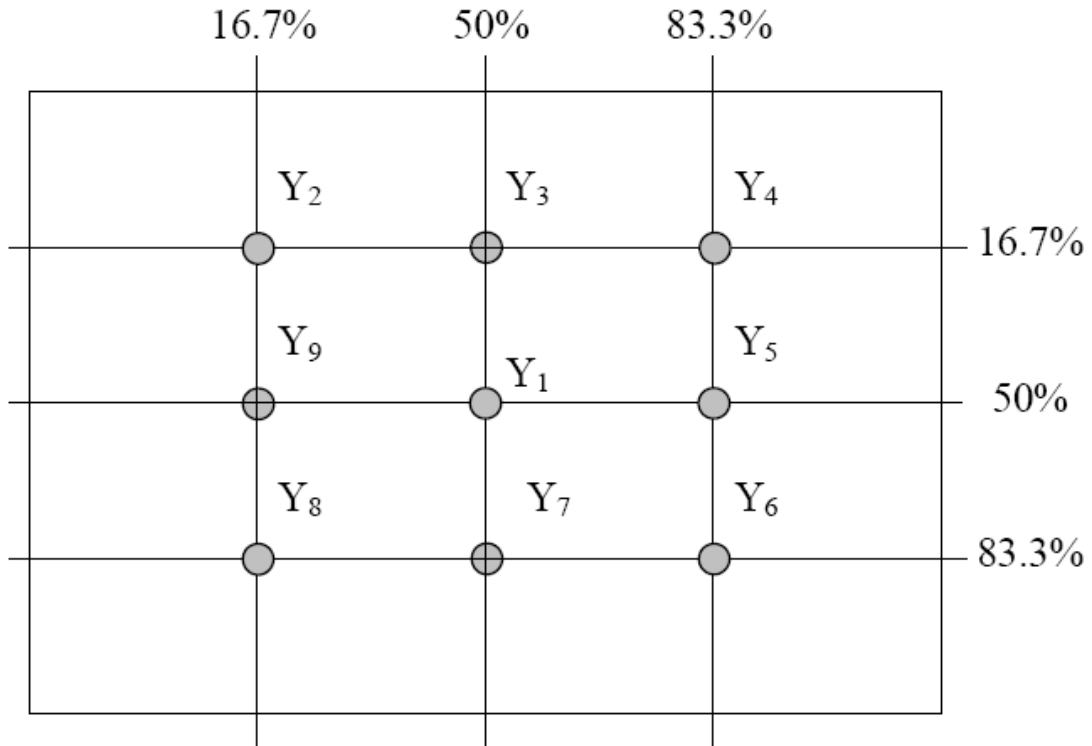 16.7% 50% 83.3%
Y₂ Y₃ Y₄
16.7%
Y₉ Y₁ Y₅
50%
Y₈ Y₇ Y₆
83.3%